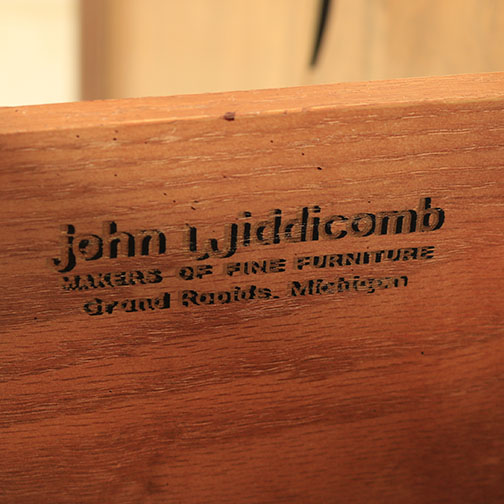 john widdicomb
MAKERS OF FINE FURNITURE
Grand Rapids, Michigan